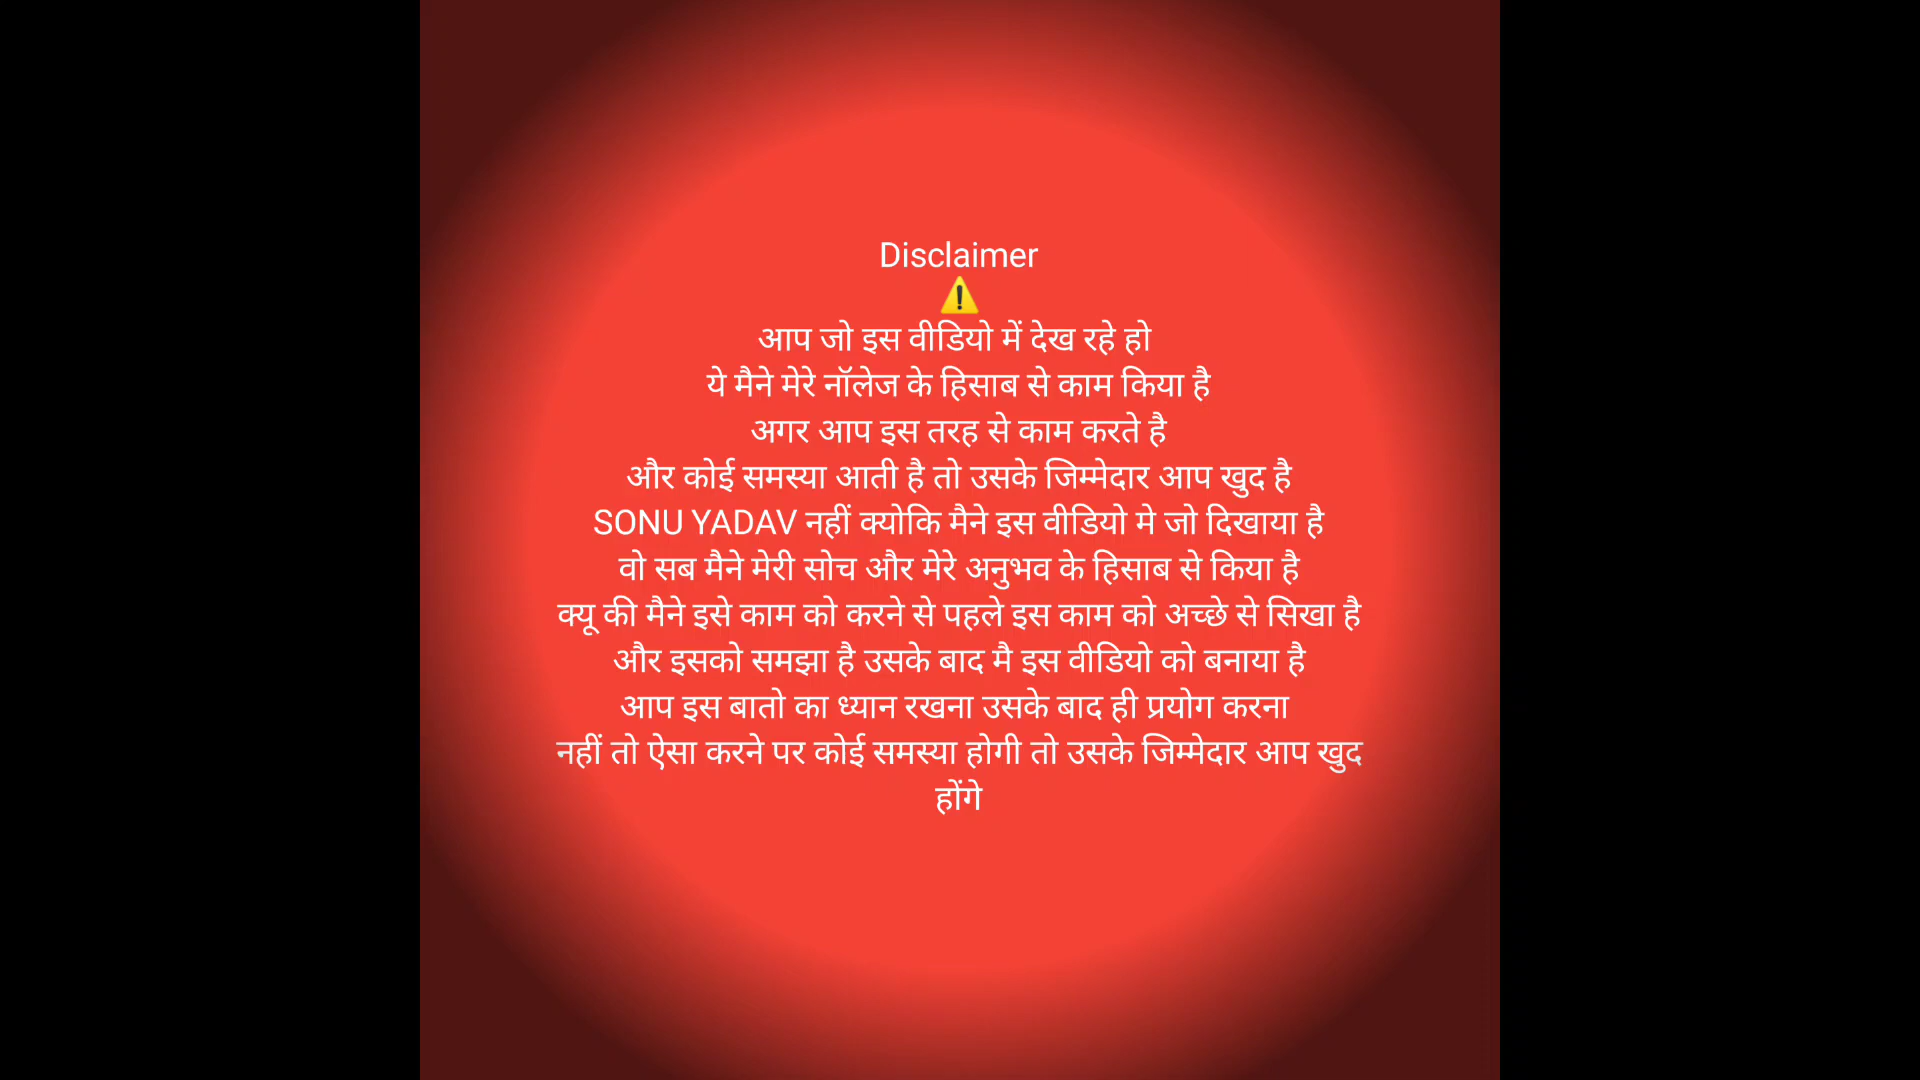 Disclaimer
⚠️
आप जो इस वीडियो में देख रहे हो
ये मैने मेरे नॉलेज के हिसाब से काम किया है
अगर आप इस तरह से काम करते है
और कोई समस्या आती है तो उसके जिम्मेदार आप खुद है
SONU YADAV नहीं क्योकि मैने इस वीडियो मे जो दिखाया है
वो सब मैने मेरी सोच और मेरे अनुभव के हिसाब से किया है
क्यू की मैने इसे काम को करने से पहले इस काम को अच्छे से सिखा है
और इसको समझा है उसके बाद मै इस वीडियो को बनाया है
आप इस बातो का ध्यान रखना उसके बाद ही प्रयोग करना
नहीं तो ऐसा करने पर कोई समस्या होगी तो उसके जिम्मेदार आप खुद
होंगे